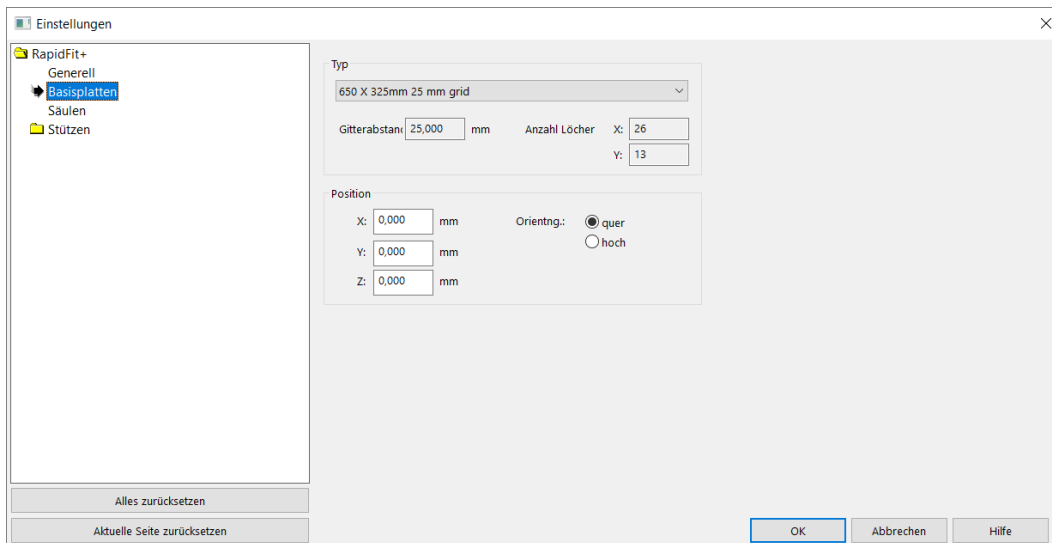 Einstellungen
RapidFit+
Generell
Basisplatten
Säulen
Stützen
Alles zurücksetzen
Aktuelle Seite zurücksetzen
Typ
650 X 325mm 25 mm grid
Gitterabstand 25,000 mm Anzahl Löcher X: 26
Y: 13
Position
X: 0,000 mm Orientng.: quer
hoch
Y: 0,000 mm
Z: 0,000 mm
OK Abbrechen Hilfe